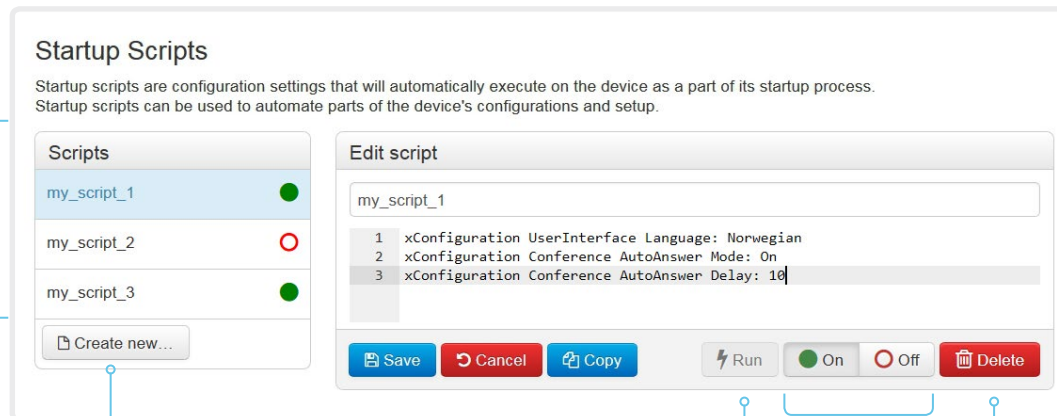 Startup Scripts
Startup scripts are configuration settings that will automatically execute on the device as a part of its startup process.
Startup scripts can be used to automate parts of the device's configurations and setup.
Scripts
my_script_1
my_script_2
my_script_3
Create new...
Edit script
my_script_1
1 xConfiguration UserInterface Language: Norwegian
2 xConfiguration Conference AutoAnswer Mode: On
3 xConfiguration Conference AutoAnswer Delay: 10
Save Cancel Copy Run On Off Delete